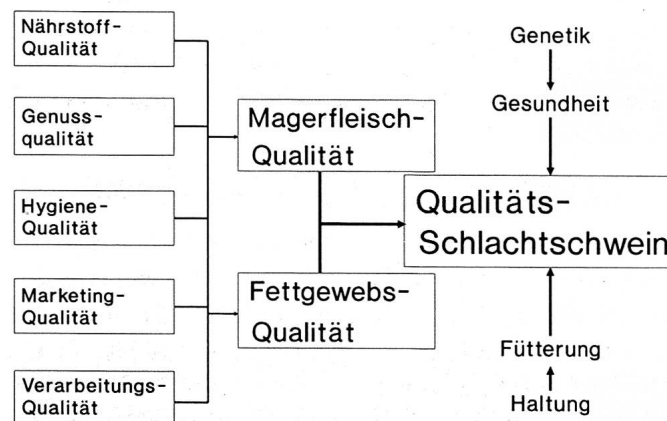 Nährstoff-
Qualität
Genuss-
qualität
Hygiene-
Qualität
Marketing-
Qualität
Verarbeitungs-
Qualität
Magerfleisch-
Qualität
Fettgewebs-
Qualität
Genetik
Gesundheit
Qualitäts-
Schlachtschwein
Fütterung
Haltung